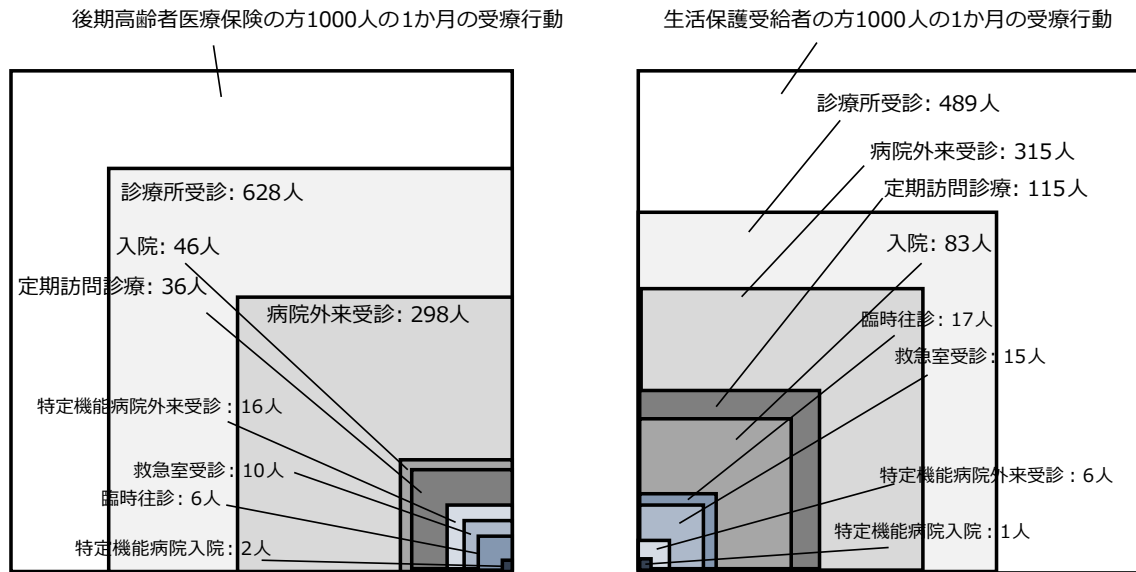 後期高齢者医療保険の方1000人の1か月の受療行動
診療所受診: 628人
入院: 46人
定期訪問診療: 36人
病院外来受診: 298人
特定機能病院外来受診 : 16人
救急室受診: 10人
臨時往診 : 6人
特定機能病院入院 : 2人
生活保護受給者の方1000人の1か月の受療行動
診療所受診: 489人
病院外来受診: 315人
定期訪問診療: 115人
入院: 83人
臨時往診 : 17人
救急室受診 : 15人
特定機能病院外来受診 : 6人
特定機能病院入院 : 1人